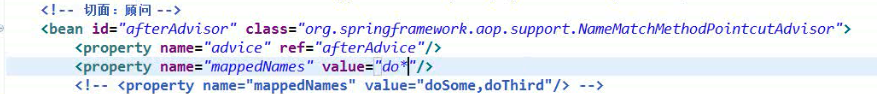 <!-- 切面：顾问 -->
<bean id="afterAdvisor" class="org.springframework.aop.support.NameMatchMethodPointcutAdvisor">
<property name="advice" ref="afterAdvice"/>
<property name="mappedNames" value="do*"/>
<!-- <property name="mappedNames" value="doSome,doThird"/> -->